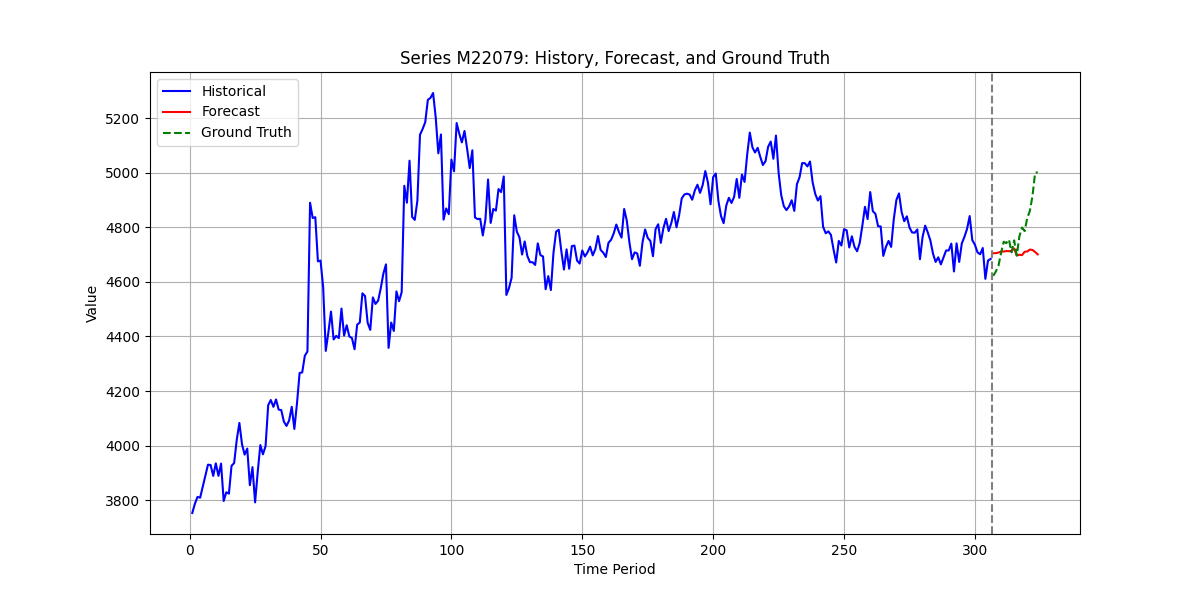 Series M22079: History, Forecast, and Ground Truth
Historical
Forecast
Ground Truth
5200
5000
4800
4600
4400
4200
4000
3800
Value
0 50 100 150 200 250 300
Time Period